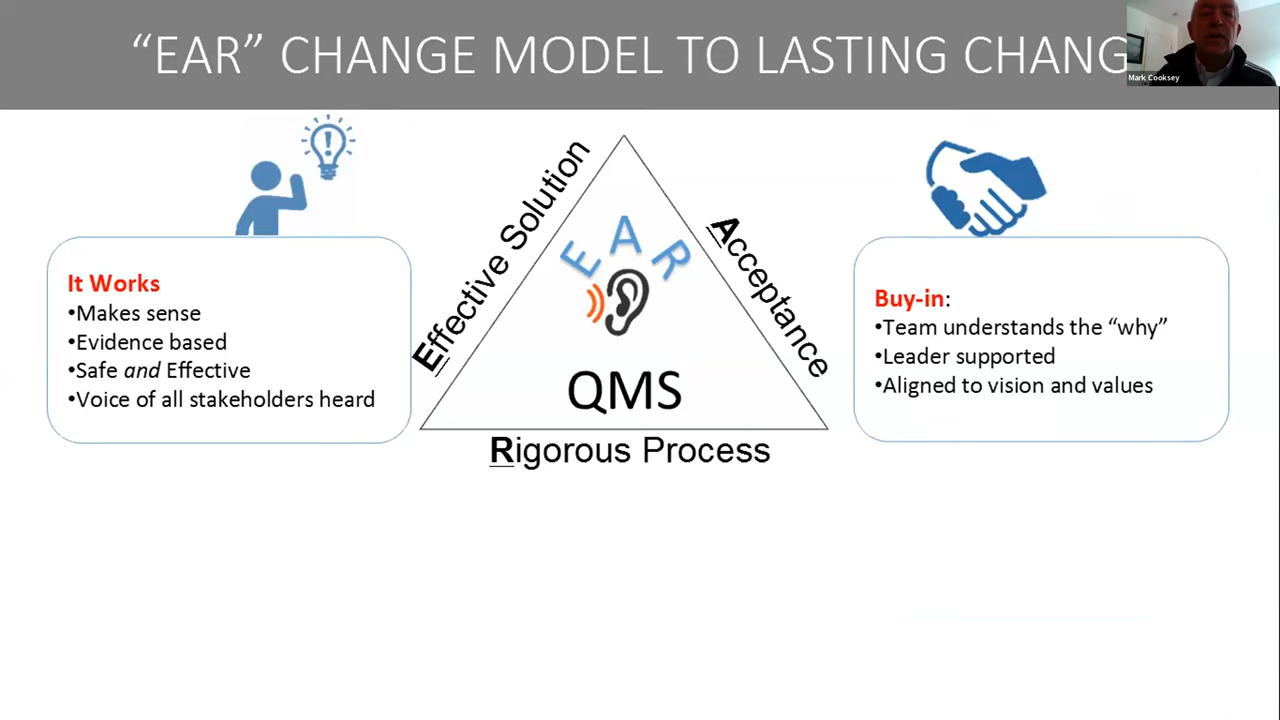 “EAR” CHANGE MODEL TO LASTING CHANG
Mark Cooksey
Effective Solution
Acceptance
E A R
QMS
Rigorous Process
It Works
•Makes sense
•Evidence based
•Safe and Effective
•Voice of all stakeholders heard
Buy-in:
•Team understands the “why”
•Leader supported
•Aligned to vision and values